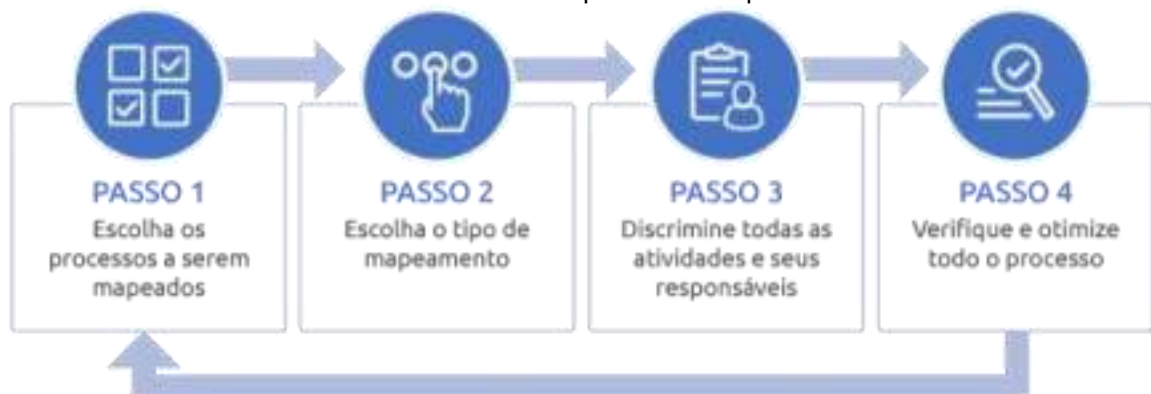 PASSO 1
Escolha os
processos a serem
mapeados
PASSO 2
Escolha o tipo de
mapeamento
PASSO 3
Discrimine todas as
atividades e seus
responsáveis
PASSO 4
Verifique e otimize
todo o processo